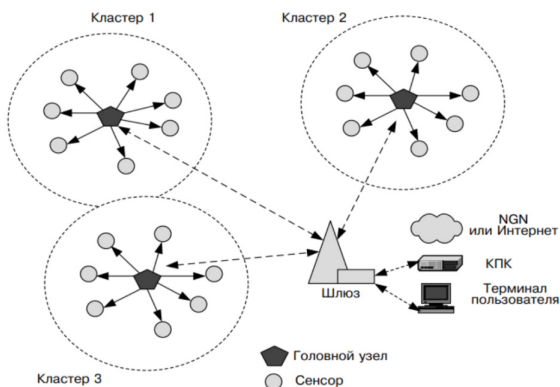 Кластер 1
Кластер 2
NGN
или Интернет
КПК
Шлюз
Терминал
пользователя
Головной узел
Сенсор
Кластер 3